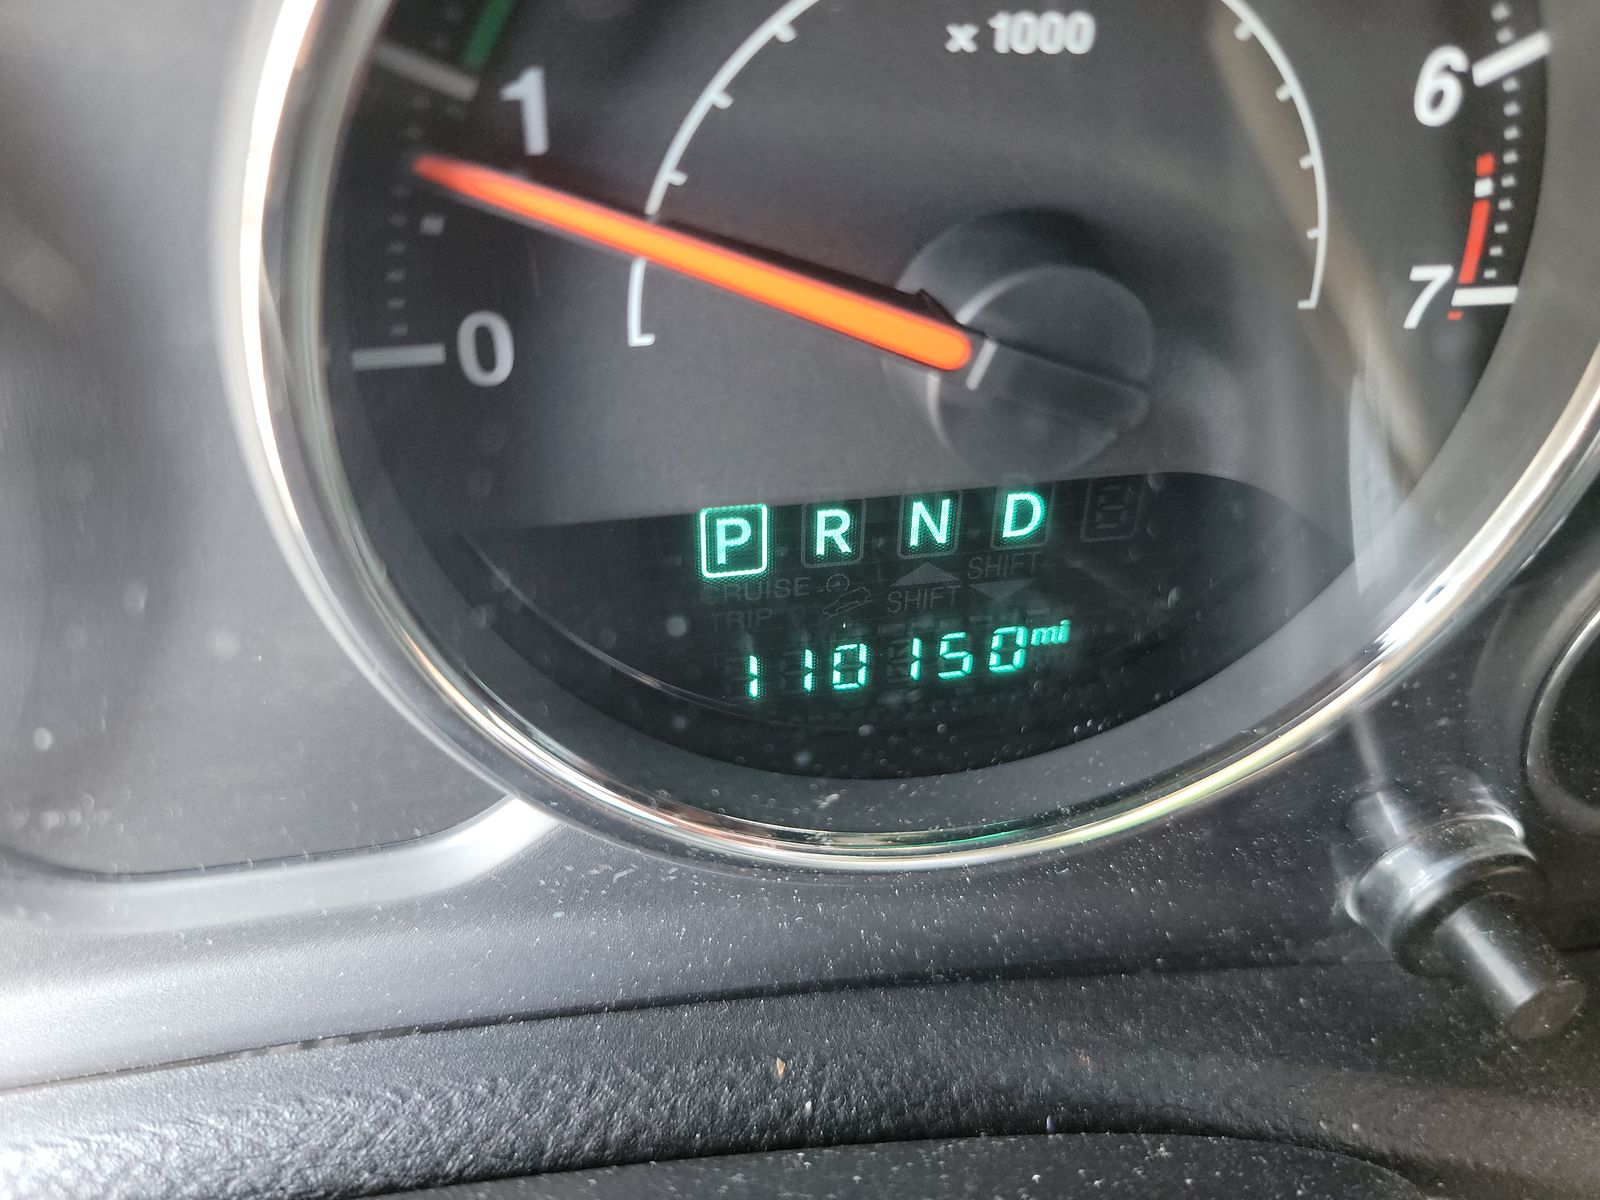 x 1000
1
6
0
7
P R N D
CRUISE SHIFT
TRIP SHIFT
110150 mi